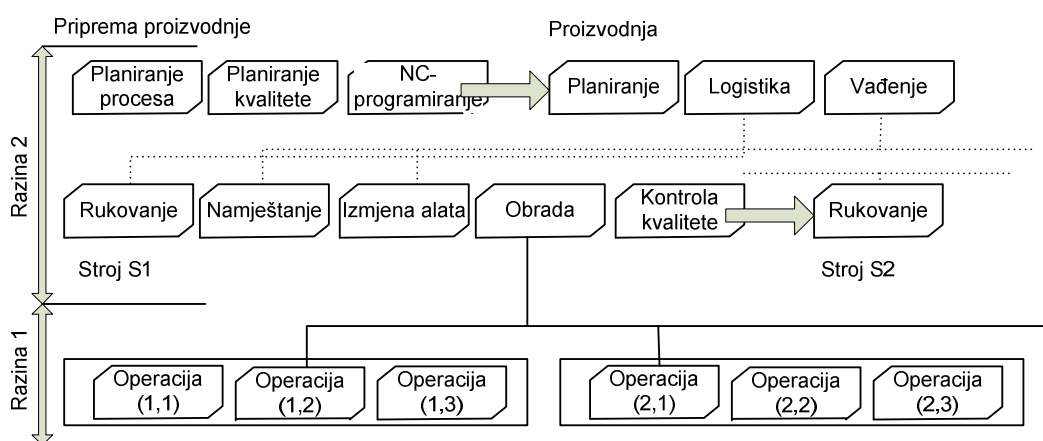 Priprema proizvodnje
Proizvodnja
Planiranje
procesa
Planiranje
kvalitete
NC-
programiranje
Planiranje
Logistika
Vađenje
Razina 2
Rukovanje
Namještanje
Izmjena alata
Obrada
Kontrola
kvalitete
Rukovanje
Stroj S1
Stroj S2
Razina 1
Operacija
(1,1)
Operacija
(1,2)
Operacija
(1,3)
Operacija
(2,1)
Operacija
(2,2)
Operacija
(2,3)